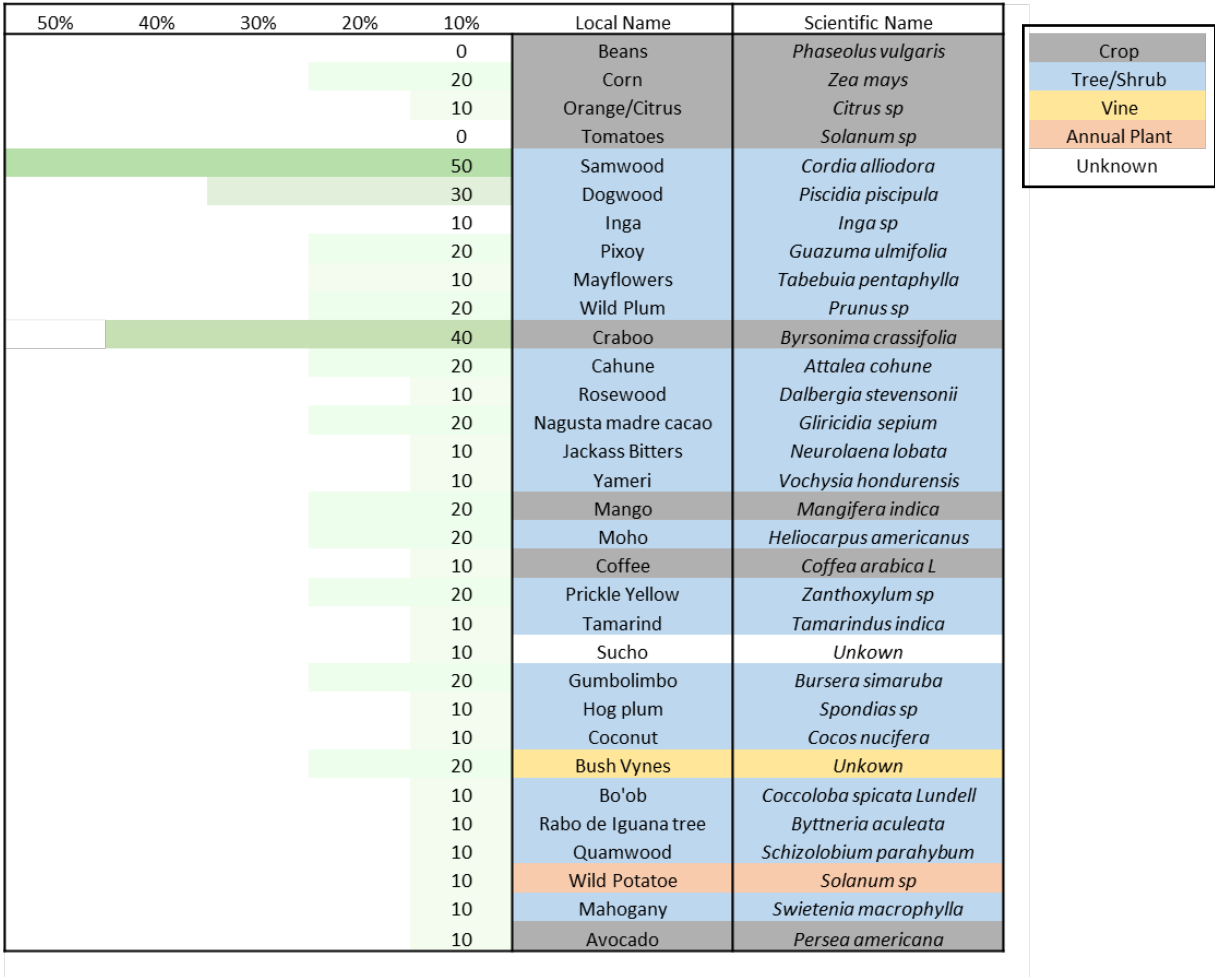 50% 40% 30% 20% 10% Local Name Scientific Name
0 Beans Phaseolus vulgaris
20 Corn Zea mays
10 Orange/Citrus Citrus sp
0 Tomatoes Solanum sp
50 Samwood Cordia alliodora
30 Dogwood Piscidia piscipula
10 Inga Inga sp
20 Pixoy Guazuma ulmifolia
10 Mayflowers Tabebuia pentaphylla
20 Wild Plum Prunus sp
40 Craboo Byrsonima crassifolia
20 Cahune Attalea cohune
10 Rosewood Dalbergia stevensonii
20 Nagusta madre cacao Gliricidia sepium
10 Jackass Bitters Neurolaena lobata
10 Yameri Vochysia hondurensis
20 Mango Mangifera indica
20 Moho Heliocarpus americanus
10 Coffee Coffea arabica L
20 Prickle Yellow Zanthoxylum sp
10 Tamarind Tamarindus indica
10 Sucho Unkown
20 Gumbolimbo Bursera simaruba
10 Hog plum Spondias sp
10 Coconut Cocos nucifera
20 Bush Vynes Unkown
10 Bo'ob Coccoloba spicata Lundell
10 Rabo de Iguana tree Byttneria aculeata
10 Quamwood Schizolobium parahybum
10 Wild Potatoe Solanum sp
10 Mahogany Swietenia macrophylla
10 Avocado Persea americana
Crop
Tree/Shrub
Vine
Annual Plant
Unknown